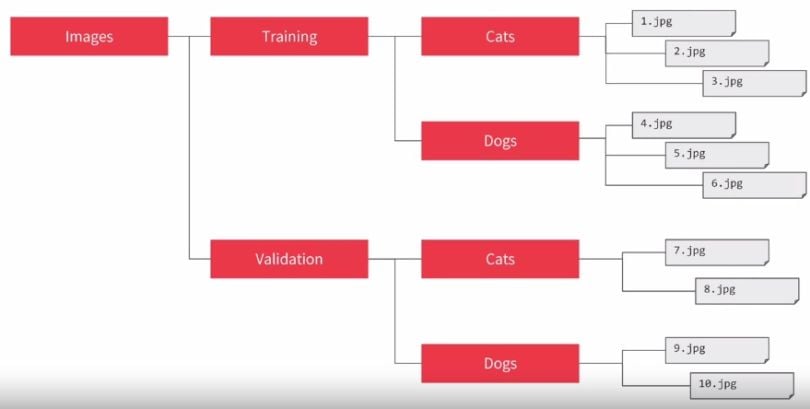 Images
Training
Cats
1.jpg
2.jpg
3.jpg
Dogs
4.jpg
5.jpg
6.jpg
Validation
Cats
7.jpg
8.jpg
Dogs
9.jpg
10.jpg